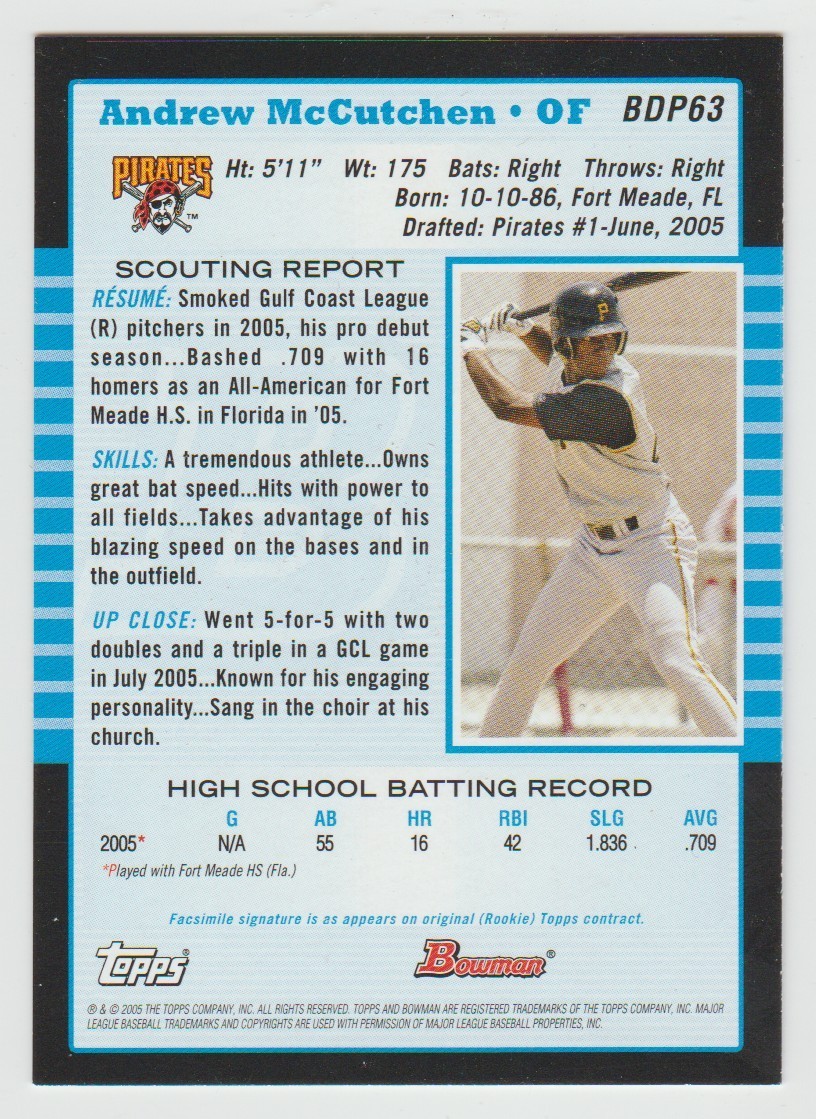 Andrew McCutchen • OF BDP63
PIRATES
TM
Ht: 5'11" Wt: 175 Bats: Right Throws: Right
Born: 10-10-86, Fort Meade, FL
Drafted: Pirates #1-June, 2005
SCOUTING REPORT
RÉSUMÉ: Smoked Gulf Coast League
(R) pitchers in 2005, his pro debut
season...Bashed .709 with 16
homers as an All-American for Fort
Meade H.S. in Florida in '05.
SKILLS: A tremendous athlete...Owns
great bat speed...Hits with power to
all fields...Takes advantage of his
blazing speed on the bases and in
the outfield.
UP CLOSE: Went 5-for-5 with two
doubles and a triple in a GCL game
in July 2005...Known for his engaging
personality...Sang in the choir at his
church.
P
HIGH SCHOOL BATTING RECORD
G AB HR RBI SLG AVG
2005* N/A 55 16 42 1.836 .709
*Played with Fort Meade HS (Fla.)
Facsimile signature is as appears on original (Rookie) Topps contract.
Topps® Bowman®
® & © 2005 THE TOPPS COMPANY, INC. ALL RIGHTS RESERVED. TOPPS AND BOWMAN ARE REGISTERED TRADEMARKS OF THE TOPPS COMPANY, INC. MAJOR
LEAGUE BASEBALL TRADEMARKS AND COPYRIGHTS ARE USED WITH PERMISSION OF MAJOR LEAGUE BASEBALL PROPERTIES, INC.